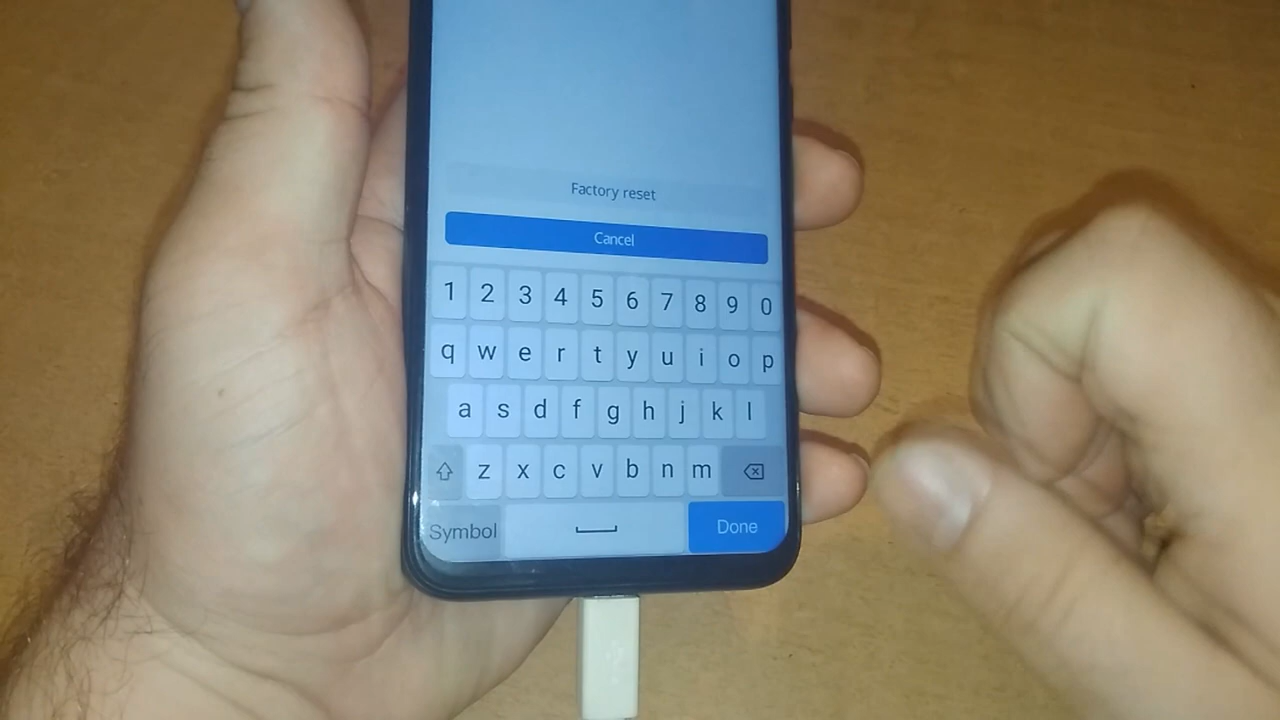 Factory reset
Cancel
1 2 3 4 5 6 7 8 9 0
q w e r t y u i o p
a s d f g h j k l
z x c v b n m
Symbol Done